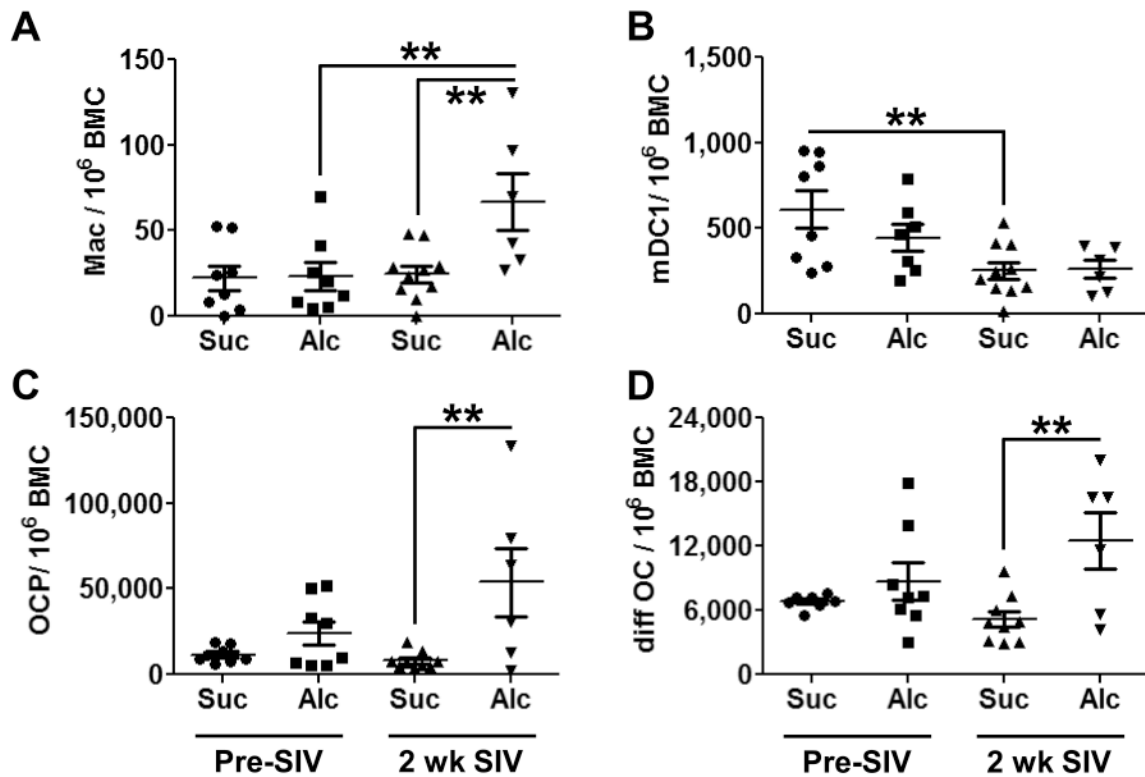 A
Mac / 10⁶ BMC
150
100
50
0
**
**
Suc Alc Suc Alc
B
mDC1/ 10⁶ BMC
1,500
1,000
500
0
**
Suc Alc Suc Alc
C
OCP/ 10⁶ BMC
150,000
100,000
50,000
0
**
Suc Alc Suc Alc
Pre-SIV 2 wk SIV
D
diff OC / 10⁶ BMC
24,000
18,000
12,000
6,000
0
**
Suc Alc Suc Alc
Pre-SIV 2 wk SIV